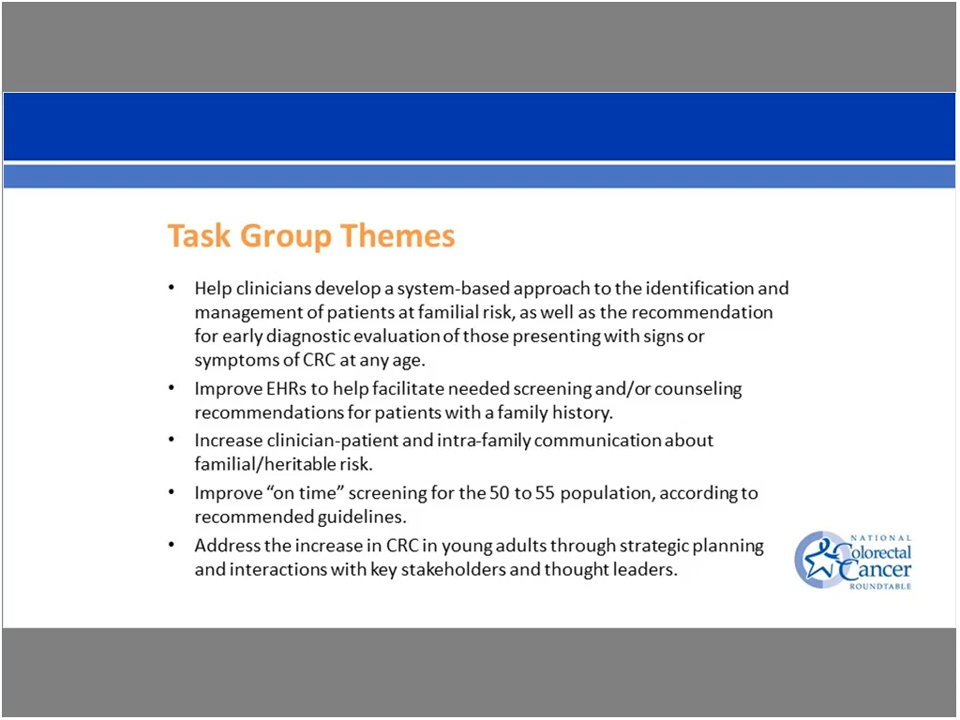 Task Group Themes
• Help clinicians develop a system-based approach to the identification and
management of patients at familial risk, as well as the recommendation
for early diagnostic evaluation of those presenting with signs or
symptoms of CRC at any age.
• Improve EHRs to help facilitate needed screening and/or counseling
recommendations for patients with a family history.
• Increase clinician-patient and intra-family communication about
familial/heritable risk.
• Improve “on time” screening for the 50 to 55 population, according to
recommended guidelines.
• Address the increase in CRC in young adults through strategic planning
and interactions with key stakeholders and thought leaders.
NATIONAL
Colorectal
Cancer
ROUNDTABLE